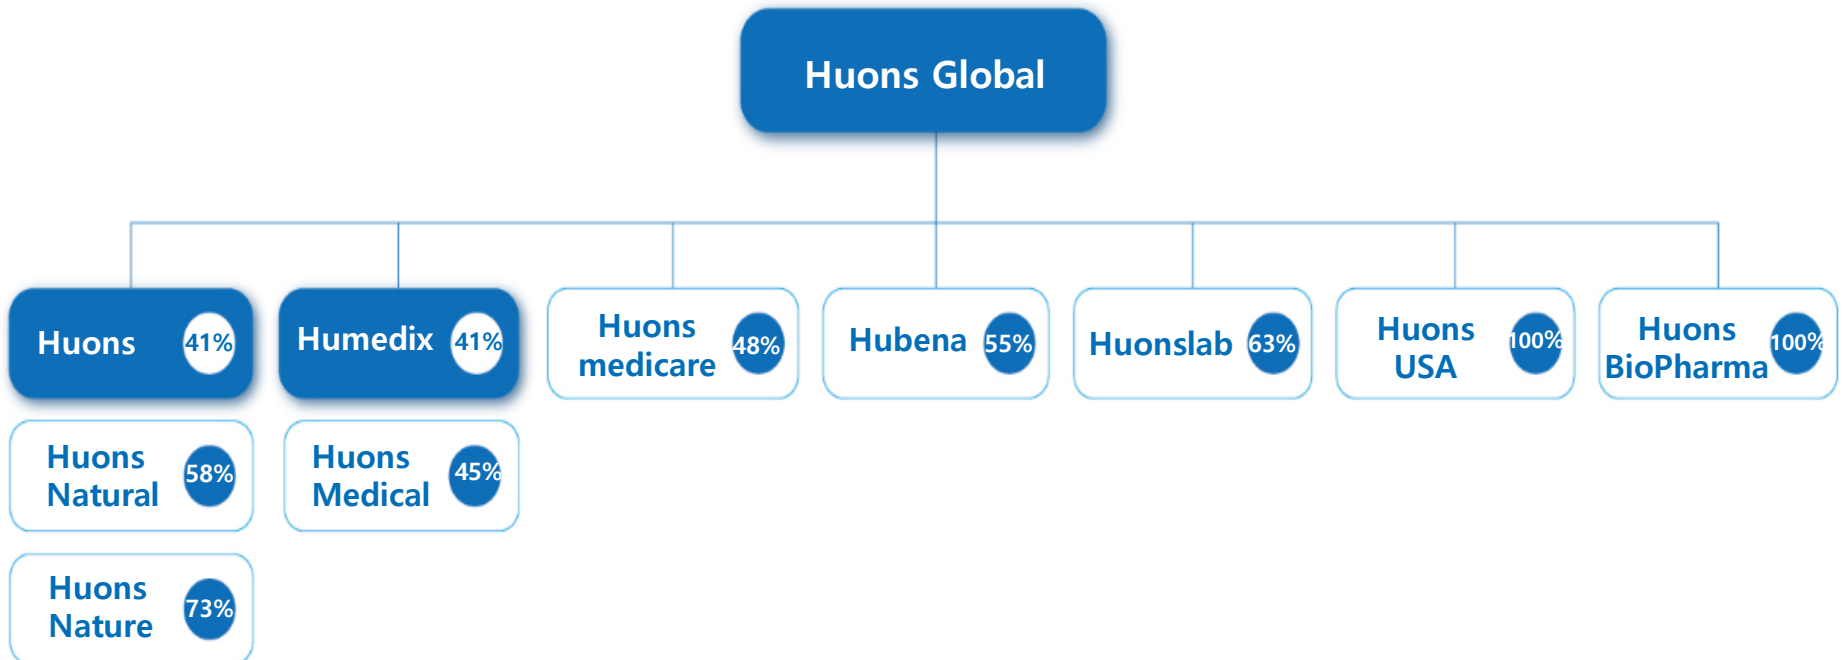 Huons Global
Huons 41%
Humedix 41%
Huons
medicare
48%
Hubena 55%
Huonslab 63%
Huons
USA
100%
Huons
BioPharma
100%
Huons
Natural
58%
Huons
Medical
45%
Huons
Nature
73%